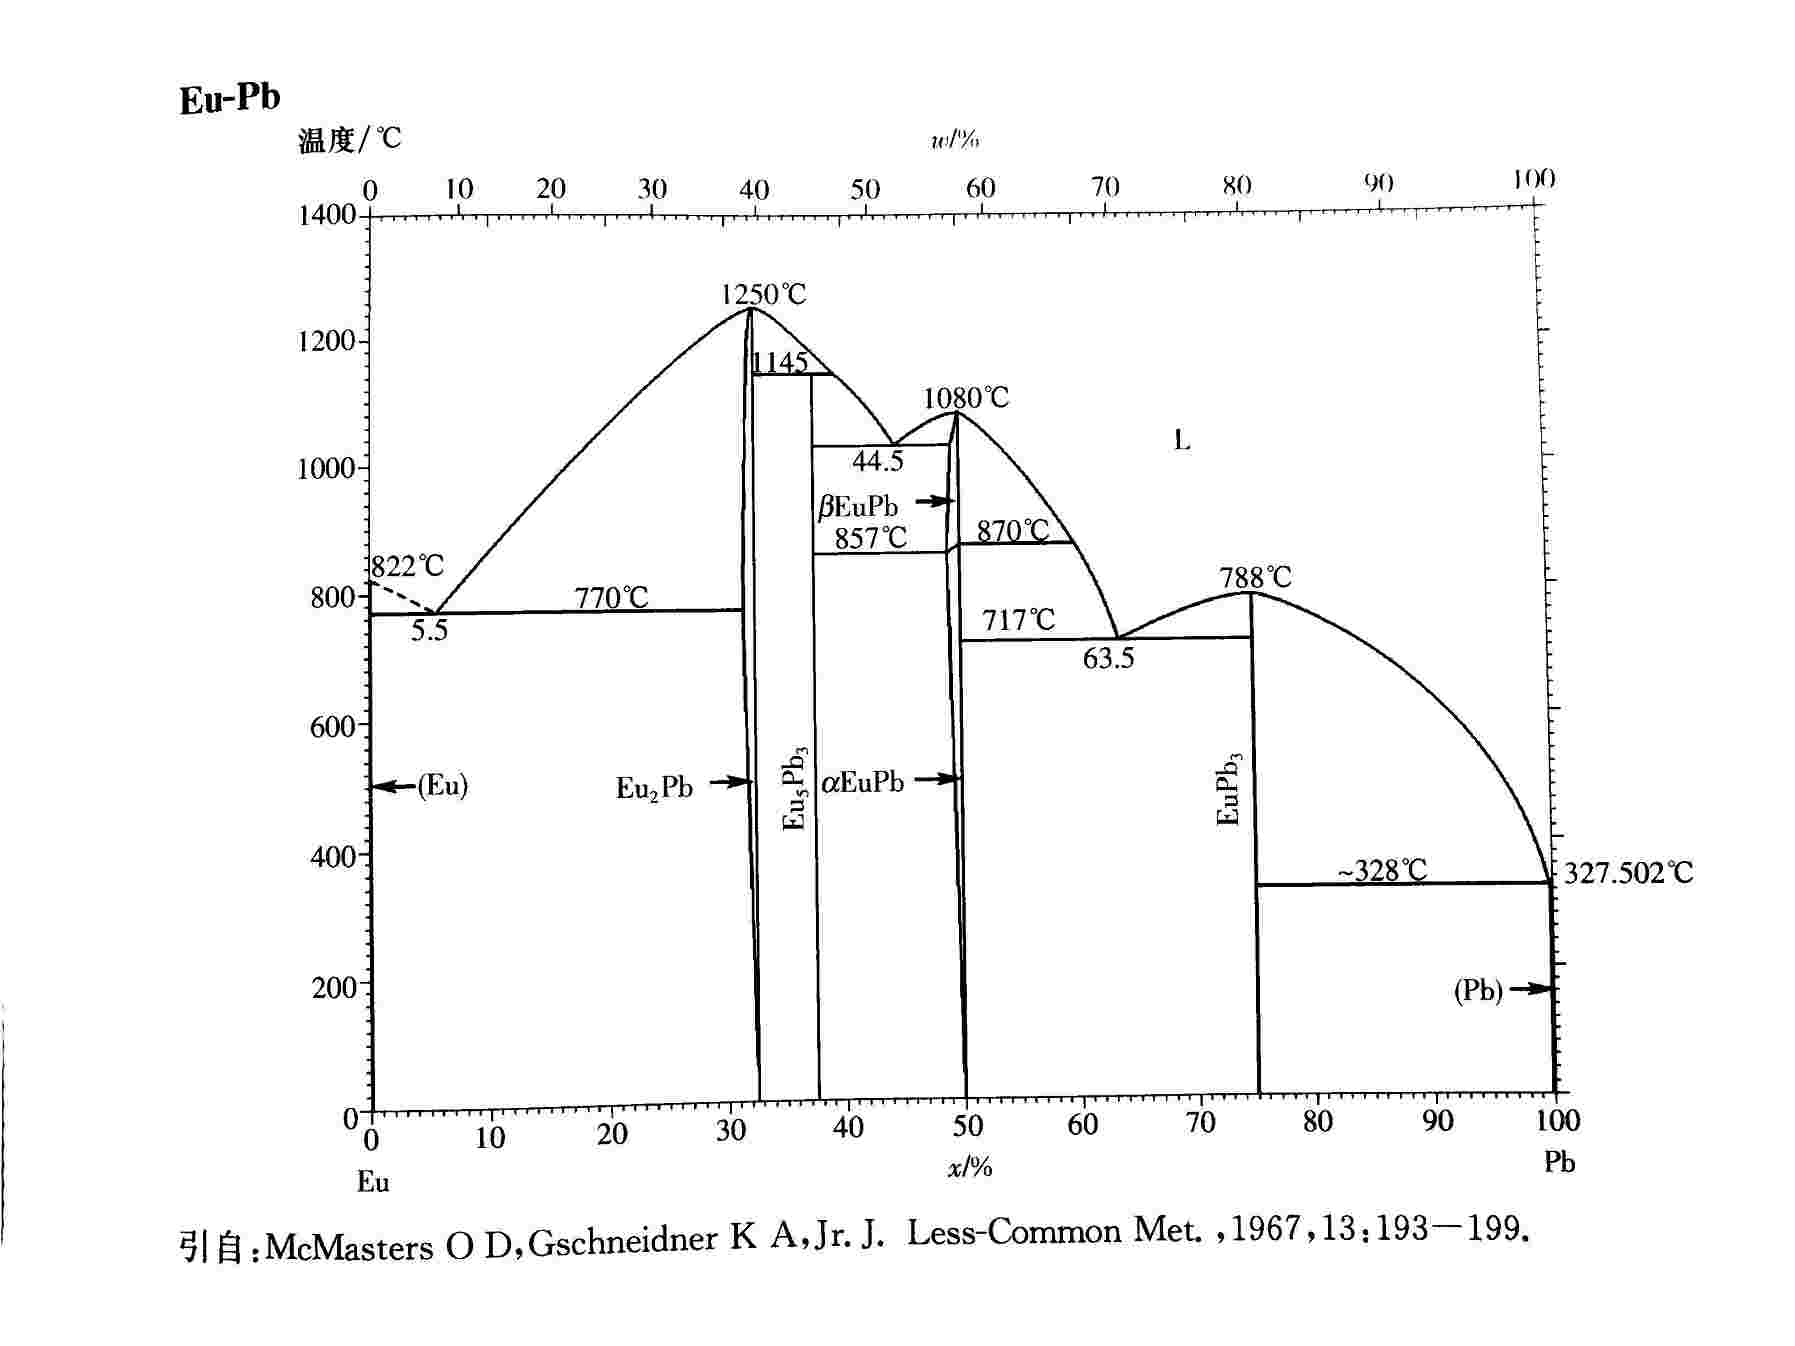 Eu-Pb
温度/℃
w/%
0 10 20 30 40 50 60 70 80 90 100
1400
1250℃
1200
1145
1080℃
L
1000
44.5
βEuPb
870℃
857℃
822℃
800
788℃
770℃
717℃
5.5
63.5
600
Eu₅Pb₃
EuPb₃
(Eu)
Eu₂Pb
αEuPb
400
~328℃
327.502℃
200
(Pb)
0
0 10 20 30 40 50 60 70 80 90 100
Eu
x/%
Pb
引自:McMasters O D,Gschneidner K A,Jr. J. Less-Common Met. ,1967,13:193—199.